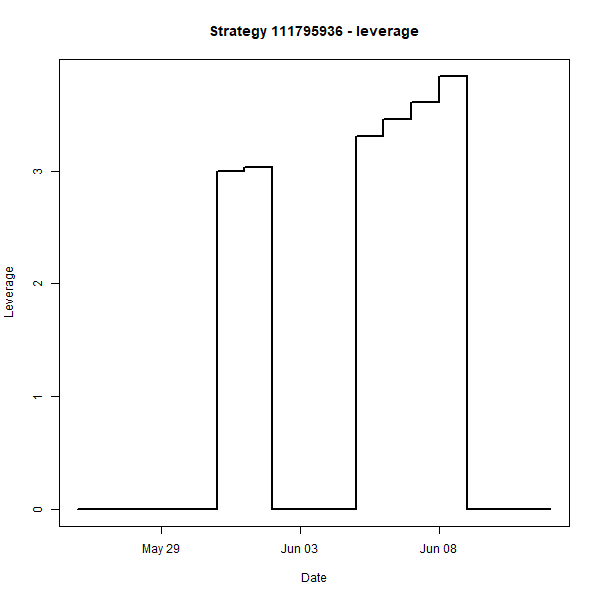 Strategy 111795936 - leverage
Leverage
3
2
1
0
May 29
Jun 03
Jun 08
Date